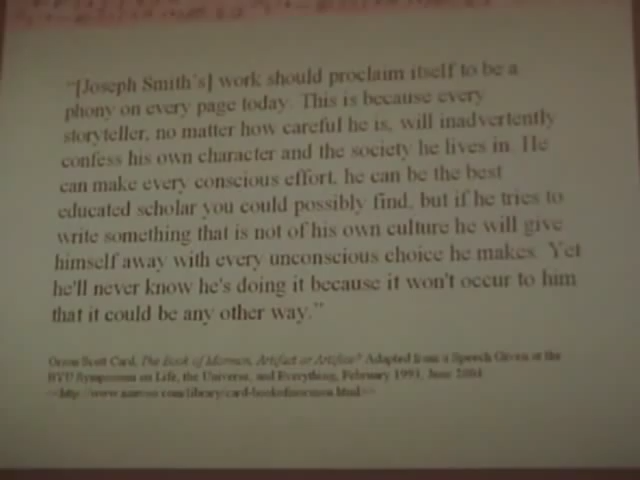 "[Joseph Smith's] work should proclaim itself to be a
phony on every page today. This is because every
storyteller, no matter how careful he is, will inadvertently
confess his own character and the society he lives in. He
can make every conscious effort, he can be the best
educated scholar you could possibly find, but if he tries to
write something that is not of his own culture he will give
himself away with every unconscious choice he makes. Yet
he'll never know he's doing it because it won't occur to him
that it could be any other way."
Orson Scott Card, The Book of Mormon, Artifact or Artifice? Adapted from a Speech Given at the
BYU Symposium on Life, the Universe, and Everything, February 1993, June 2004